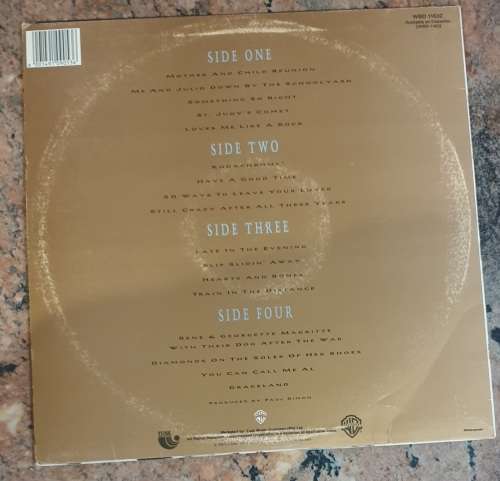 WBD 11632
SIDE ONE
MOTHER AND CHILD REUNION
ME AND JULIO DOWN BY THE SCHOOLYARD
SOMETHING SO RIGHT
ST. JUDY'S COMET
LOVES ME LIKE A ROCK
SIDE TWO
KODACHROME
HAVE A GOOD TIME
50 WAYS TO LEAVE YOUR LOVER
STILL CRAZY AFTER ALL THESE YEARS
SIDE THREE
LATE IN THE EVENING
SLIP SLIDIN' AWAY
HEARTS AND BONES
TRAIN IN THE DISTANCE
SIDE FOUR
RENE & GEORGETTE MAGRITTE
WITH THEIR DOG AFTER THE WAR
DIAMONDS ON THE SOLES OF HER SHOES
YOU CAN CALL ME AL
GRACELAND
PRODUCED BY PAUL SIMON